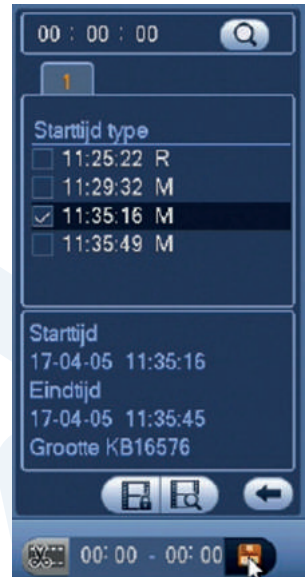 00 : 00 : 00
1
Starttijd type
11:25:22 R
11:29:32 M
11:35:16 M
11:35:49 M
Starttijd
17-04-05 11:35:16
Eindtijd
17-04-05 11:35:45
Grootte KB16576
00:00 - 00:00